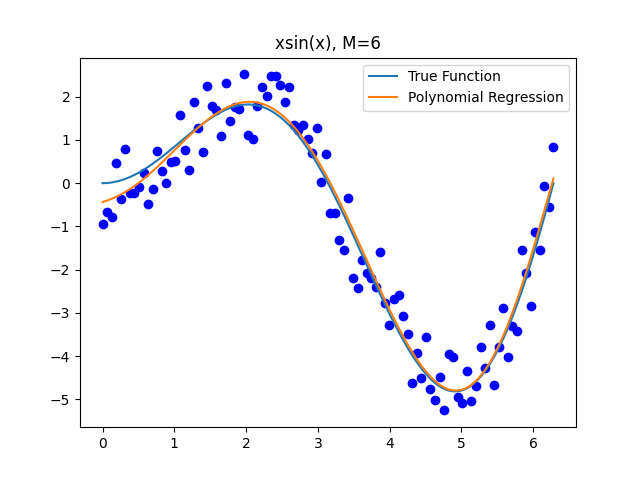 xsin(x), M=6
True Function
Polynomial Regression
2
1
0
−1
−2
−3
−4
−5
0 1 2 3 4 5 6